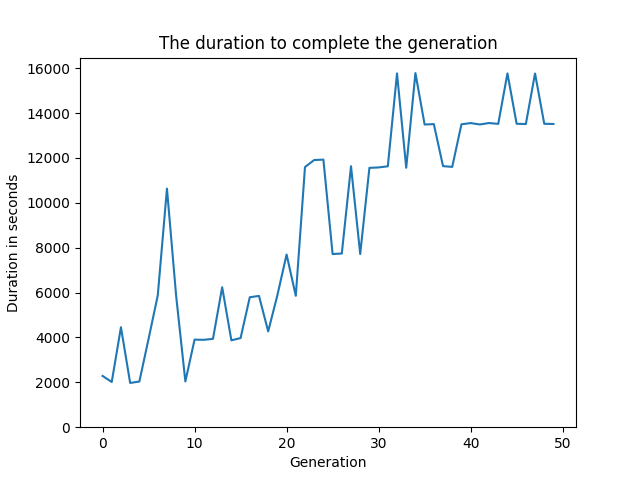 The duration to complete the generation
16000
14000
12000
10000
8000
6000
4000
2000
0
Duration in seconds
0 10 20 30 40 50
Generation